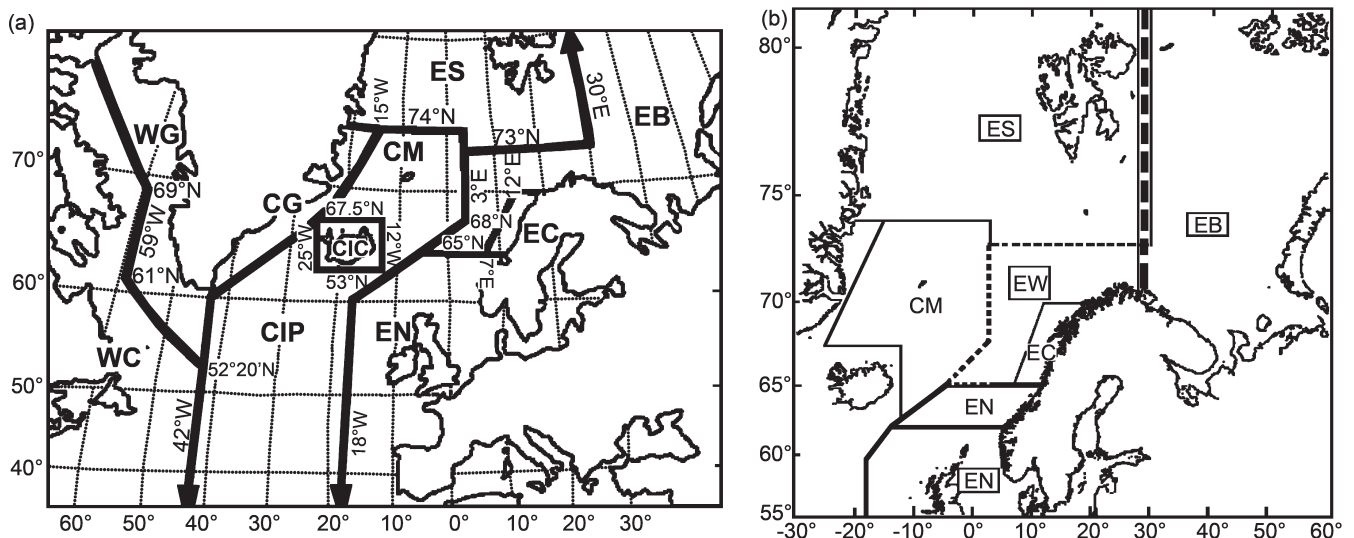 (a)
ES
15°W
74°N
30°E
EB
WG
73°N
CM
70°
12°E
69°N
3°E
CG
67.5°N
68°N
59°W
EC
25°W
CIC
12°W
65°N
61°N
7°E
53°N
60°
CIP
EN
WC
52°20'N
50°
42°W
18°W
40°
60° 50° 40° 30° 20° 10° 0° 10° 20° 30°
(b)
80°
ES
75°
EB
EW
70°
CM
EC
65°
EN
60°
EN
55°
-30° -20° -10° 0° 10° 20° 30° 40° 50° 60°